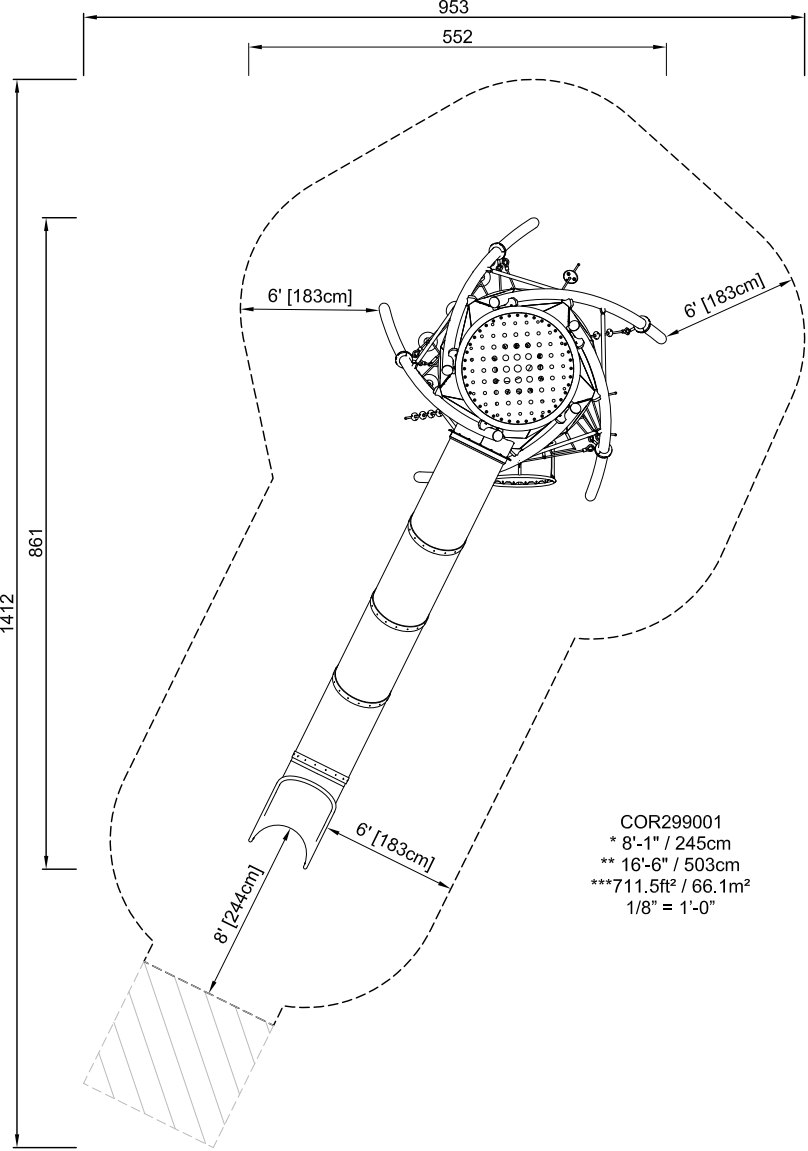 953
552
6' [183cm]
6' [183cm]
861
1412
6' [183cm]
8' [244cm]
COR299001
* 8'-1" / 245cm
** 16'-6" / 503cm
***711.5ft² / 66.1m²
1/8” = 1’-0”